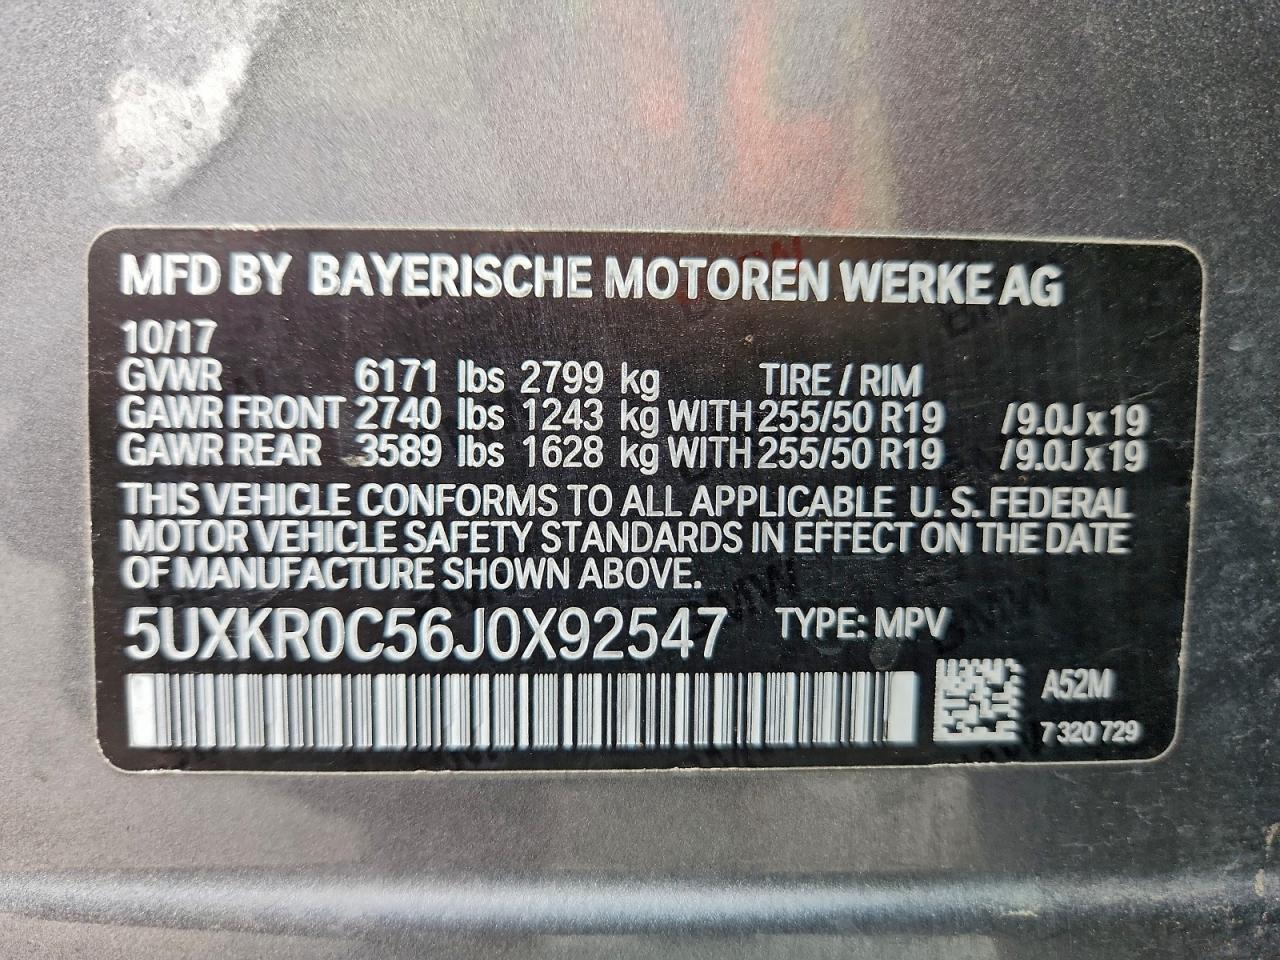 MFD BY BAYERISCHE MOTOREN WERKE AG
10/17
GVWR 6171 lbs 2799 kg TIRE / RIM
GAWR FRONT 2740 lbs 1243 kg WITH 255/50 R19 /9.0J x 19
GAWR REAR 3589 lbs 1628 kg WITH 255/50 R19 /9.0J x 19
THIS VEHICLE CONFORMS TO ALL APPLICABLE U.S. FEDERAL
MOTOR VEHICLE SAFETY STANDARDS IN EFFECT ON THE DATE
OF MANUFACTURE SHOWN ABOVE.
5UXKR0C56J0X92547 TYPE: MPV
A52M
7 320 729